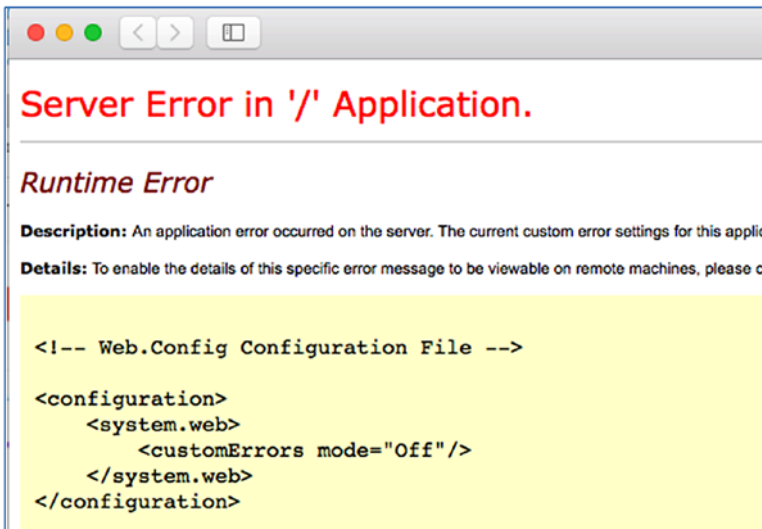 Server Error in '/' Application.
Runtime Error
Description: An application error occurred on the server. The current custom error settings for this
Details: To enable the details of this specific error message to be viewable on remote machines, please
<!-- Web.Config Configuration File -->
<configuration>
<system.web>
<customErrors mode="Off"/>
</system.web>
</configuration>